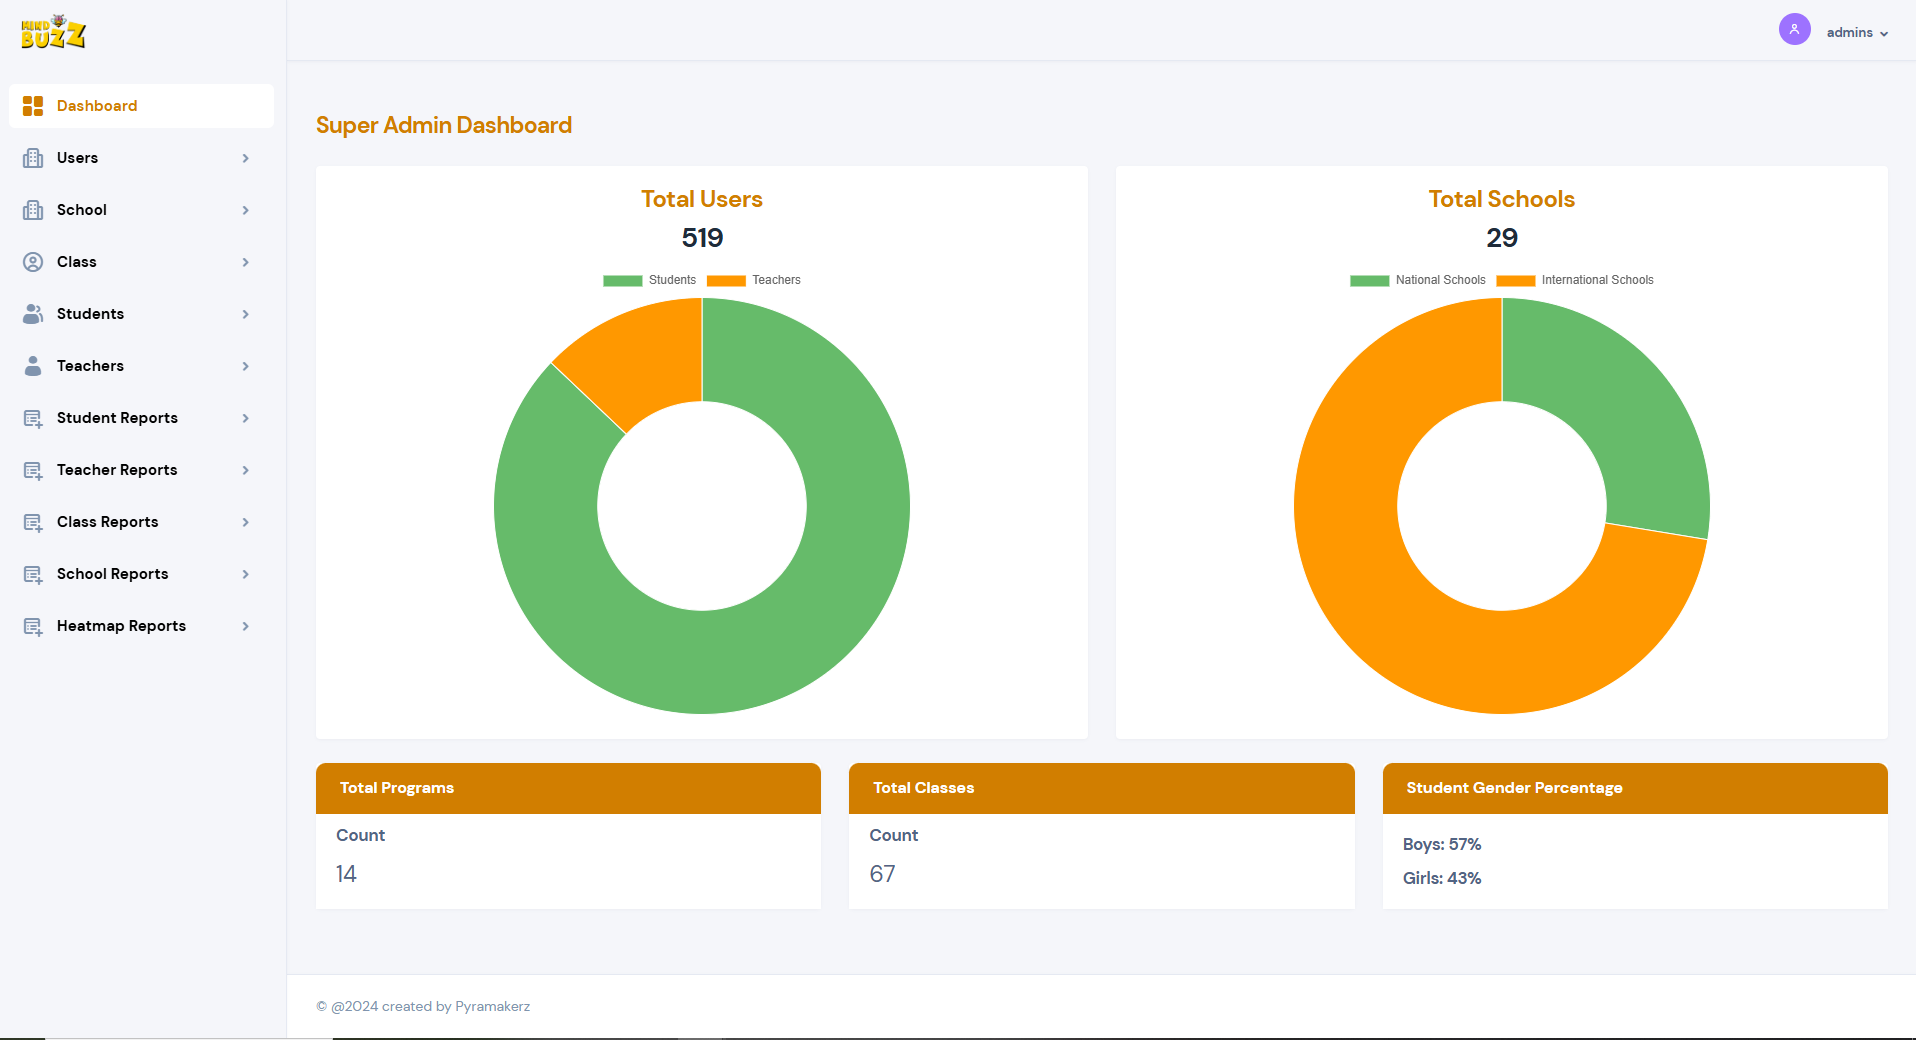 MIND
BUZZ
admins
Dashboard
Users
School
Class
Students
Teachers
Student Reports
Teacher Reports
Class Reports
School Reports
Heatmap Reports
Super Admin Dashboard
Total Users
519
Students Teachers
Total Schools
29
National Schools International Schools
Total Programs
Count
14
Total Classes
Count
67
Student Gender Percentage
Boys: 57%
Girls: 43%
© @2024 created by Pyramakerz